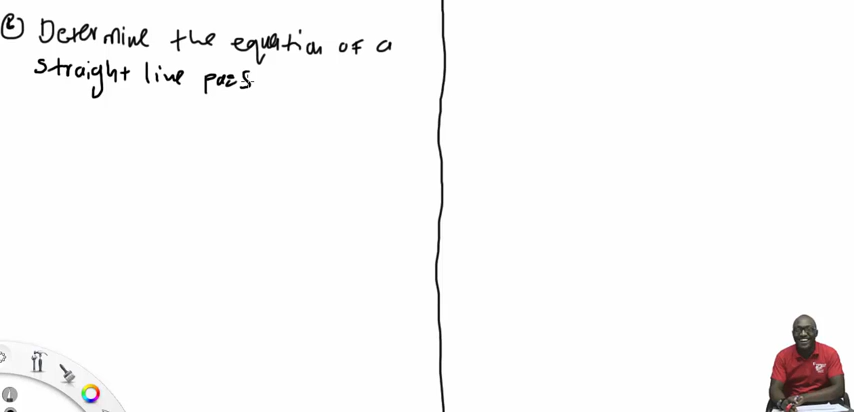 c) Determine the equation of a
straight line pass